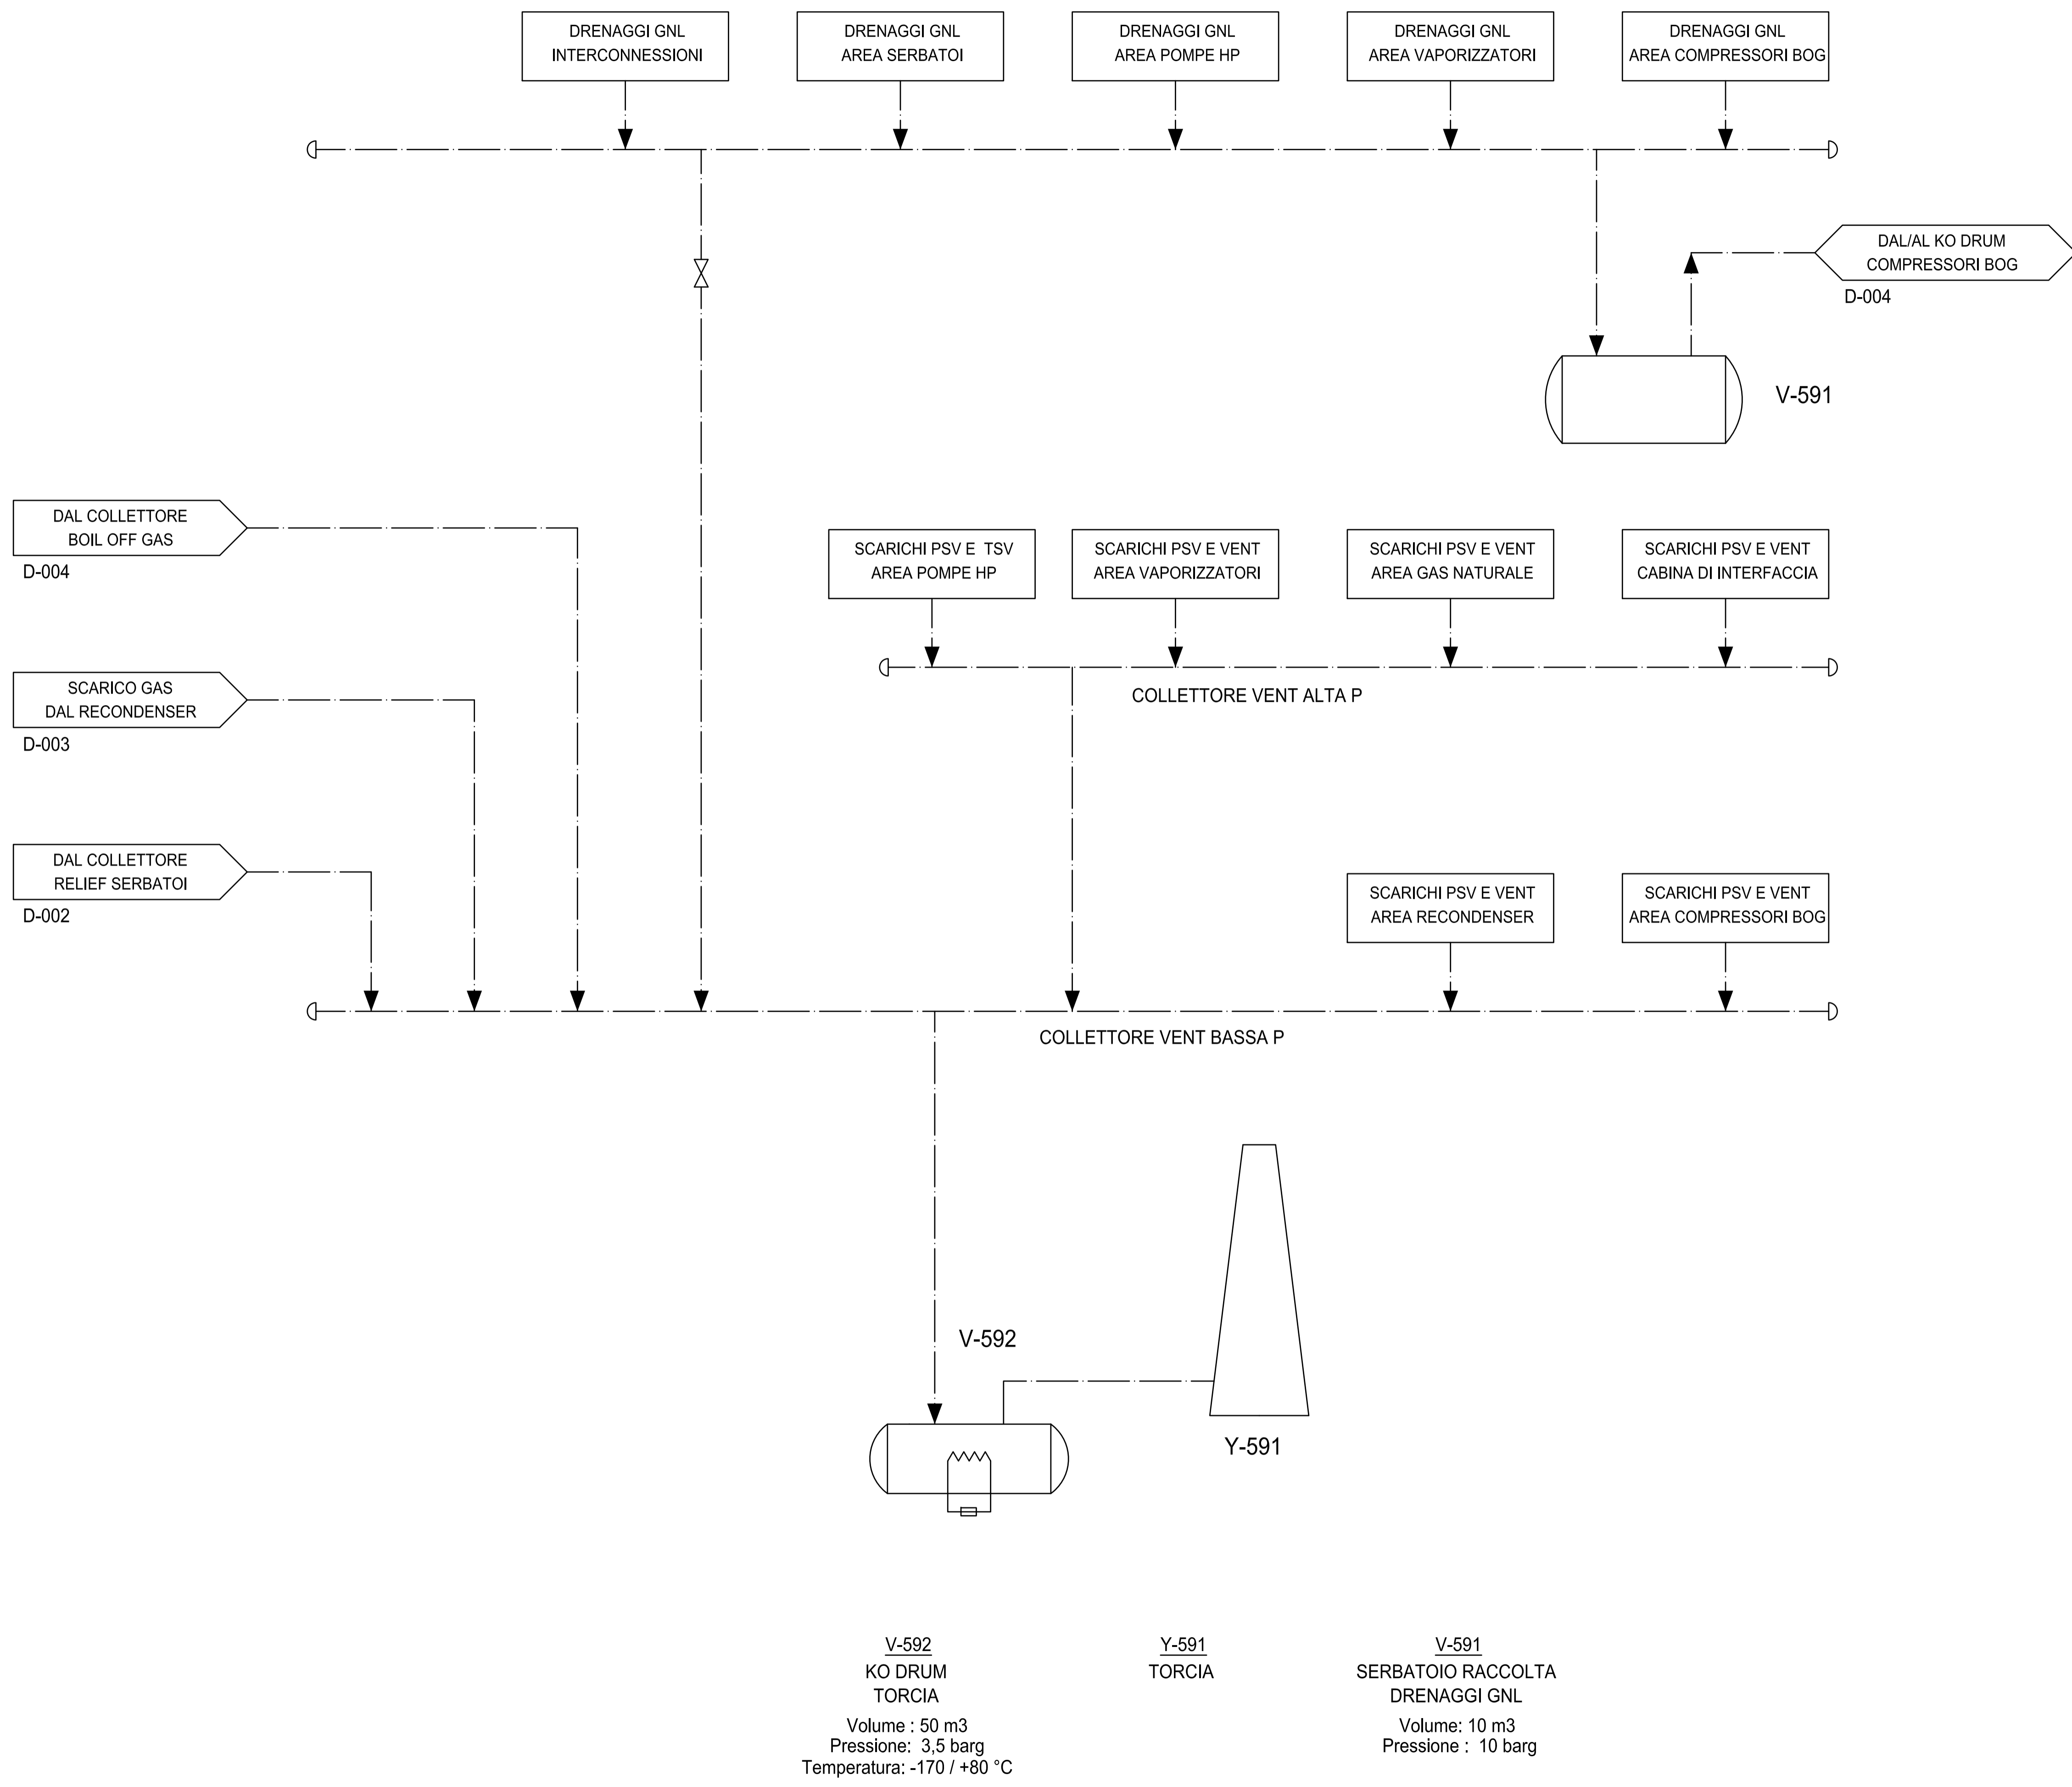 DRENAGGI GNL
INTERCONNESSIONI
DRENAGGI GNL
AREA SERBATOI
DRENAGGI GNL
AREA POMPE HP
DRENAGGI GNL
AREA VAPORIZZATORI
DRENAGGI GNL
AREA COMPRESSORI BOG
DAL/AL KO DRUM
COMPRESSORI BOG
D-004
V-591
DAL COLLETTORE
BOIL OFF GAS
D-004
SCARICHI PSV E TSV
AREA POMPE HP
SCARICHI PSV E VENT
AREA VAPORIZZATORI
SCARICHI PSV E VENT
AREA GAS NATURALE
SCARICHI PSV E VENT
CABINA DI INTERFACCIA
COLLETTORE VENT ALTA P
SCARICO GAS
DAL RECONDENSER
D-003
DAL COLLETTORE
RELIEF SERBATOI
D-002
SCARICHI PSV E VENT
AREA RECONDENSER
SCARICHI PSV E VENT
AREA COMPRESSORI BOG
COLLETTORE VENT BASSA P
V-592
Y-591
V-592
KO DRUM
TORCIA
Volume : 50 m3
Pressione: 3,5 barg
Temperatura: -170 / +80 °C
Y-591
TORCIA
V-591
SERBATOIO RACCOLTA
DRENAGGI GNL
Volume: 10 m3
Pressione : 10 barg